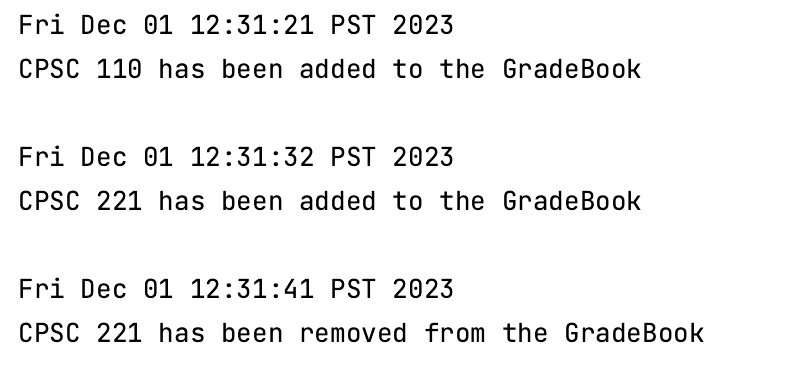 Fri Dec 01 12:31:21 PST 2023
CPSC 110 has been added to the GradeBook
Fri Dec 01 12:31:32 PST 2023
CPSC 221 has been added to the GradeBook
Fri Dec 01 12:31:41 PST 2023
CPSC 221 has been removed from the GradeBook